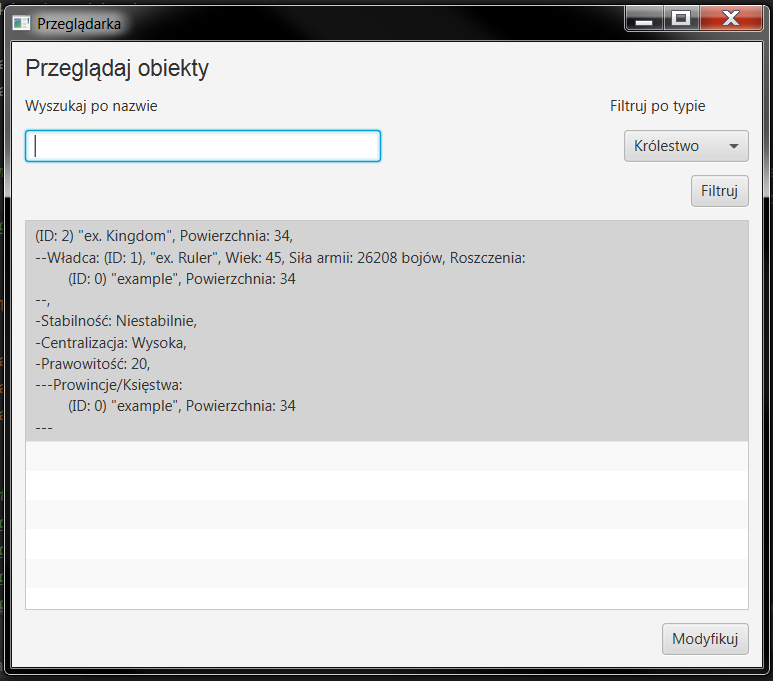 Przeglądarka
Przeglądaj obiekty
Wyszukaj po nazwie
Filtruj po typie
Królestwo
Filtruj
(ID: 2) "ex. Kingdom", Powierzchnia: 34,
--Władca: (ID: 1), "ex. Ruler", Wiek: 45, Siła armii: 26208 bojów, Roszczenia:
(ID: 0) "example", Powierzchnia: 34
--,
-Stabilność: Niestabilnie,
-Centralizacja: Wysoka,
-Prawowitość: 20,
---Prowincje/Księstwa:
(ID: 0) "example", Powierzchnia: 34
---
Modyfikuj